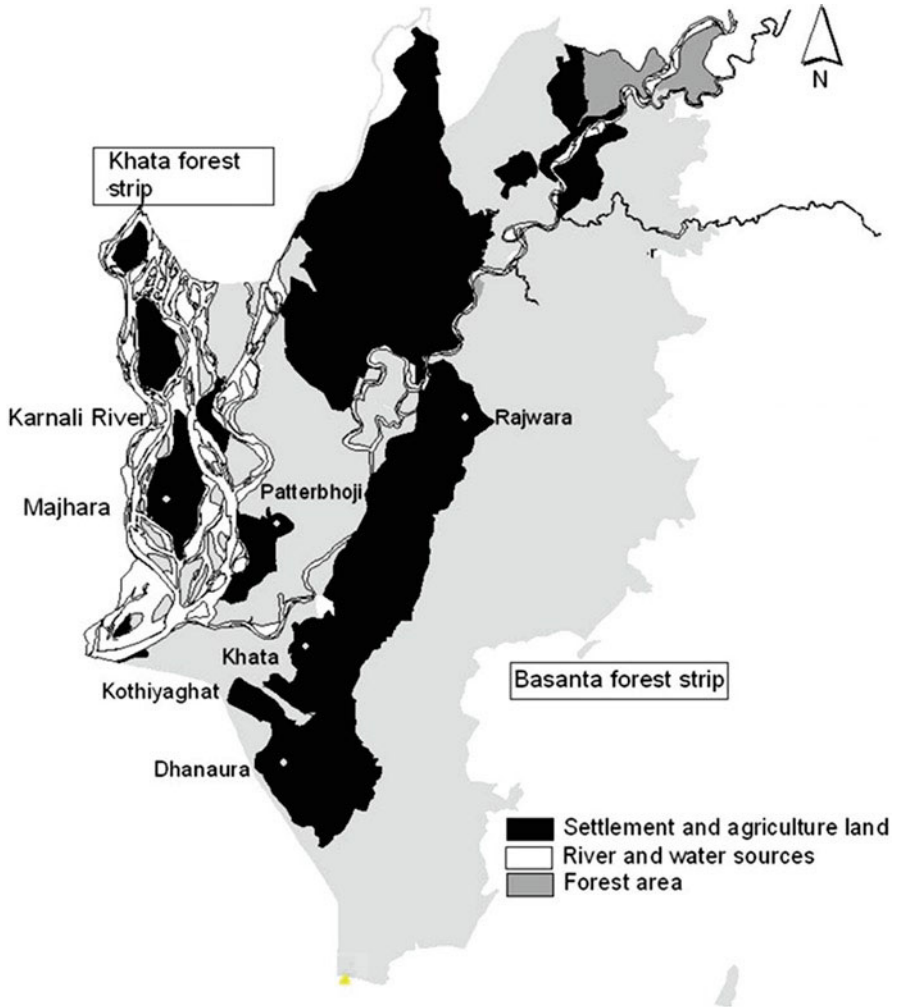 N
Khata forest
strip
Karnali River
Rajwara
Majhara
Patterbhoji
Khata
Basanta forest strip
Kothiyaghat
Dhanaura
Settlement and agriculture land
River and water sources
Forest area